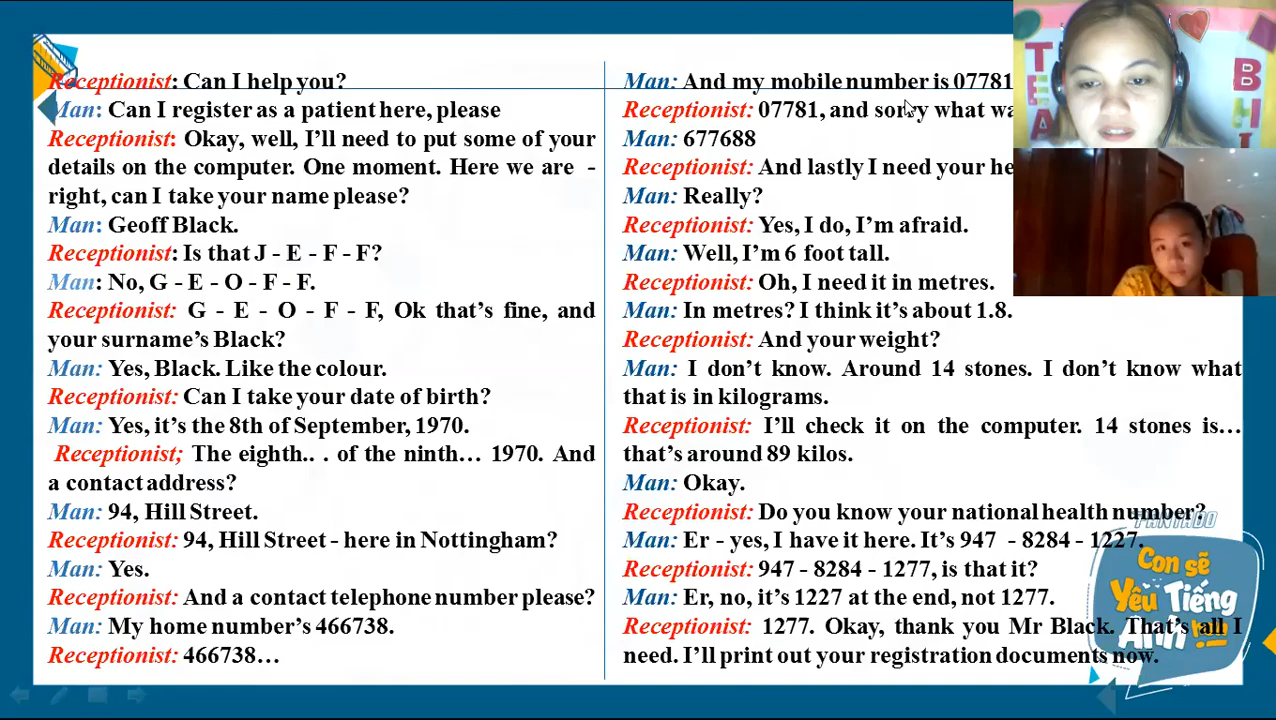 Receptionist: Can I help you?
Man: Can I register as a patient here, please
Receptionist: Okay, well, I'll need to put some of your
details on the computer. One moment. Here we are -
right, can I take your name please?
Man: Geoff Black.
Receptionist: Is that J - E - F - F?
Man: No, G - E - O - F - F.
Receptionist: G - E - O - F - F, Ok that's fine, and
your surname's Black?
Man: Yes, Black. Like the colour.
Receptionist: Can I take your date of birth?
Man: Yes, it's the 8th of September, 1970.
Receptionist; The eighth.. . of the ninth… 1970. And
a contact address?
Man: 94, Hill Street.
Receptionist: 94, Hill Street - here in Nottingham?
Man: Yes.
Receptionist: And a contact telephone number please?
Man: My home number's 466738.
Receptionist: 466738…
Man: And my mobile number is 07781
Receptionist: 07781, and sorry what
Man: 677688
Receptionist: And lastly I need your
Man: Really?
Receptionist: Yes, I do, I'm afraid.
Man: Well, I'm 6 foot tall.
Receptionist: Oh, I need it in metres.
Man: In metres? I think it's about 1.8.
Receptionist: And your weight?
Man: I don't know. Around 14 stones. I don't know what
that is in kilograms.
Receptionist: I'll check it on the computer. 14 stones is…
that's around 89 kilos.
Man: Okay.
Receptionist: Do you know your national health number?
Man: Er - yes, I have it here. It's 947 - 8284 - 1227.
Receptionist: 947 - 8284 - 1277, is that it?
Man: Er, no, it's 1227 at the end, not 1277.
Receptionist: 1277. Okay, thank you Mr Black. That's all I
need. I'll print out your registration documents now.
PANTADO
Con sẽ
Yêu Tiếng
Anh